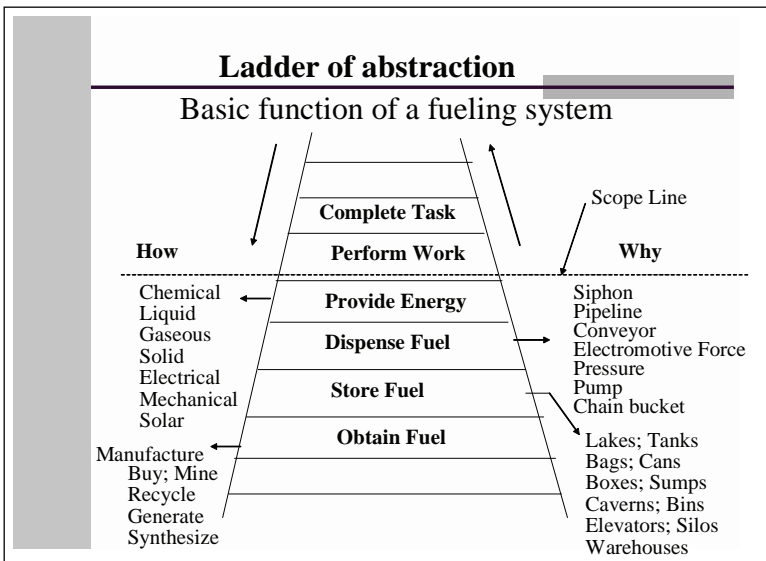 Ladder of abstraction
Basic function of a fueling system
Scope Line
How
Why
Complete Task
Perform Work
Provide Energy
Dispense Fuel
Store Fuel
Obtain Fuel
Chemical
Liquid
Gaseous
Solid
Electrical
Mechanical
Solar
Manufacture
Buy; Mine
Recycle
Generate
Synthesize
Siphon
Pipeline
Conveyor
Electromotive Force
Pressure
Pump
Chain bucket
Lakes; Tanks
Bags; Cans
Boxes; Sumps
Caverns; Bins
Elevators; Silos
Warehouses